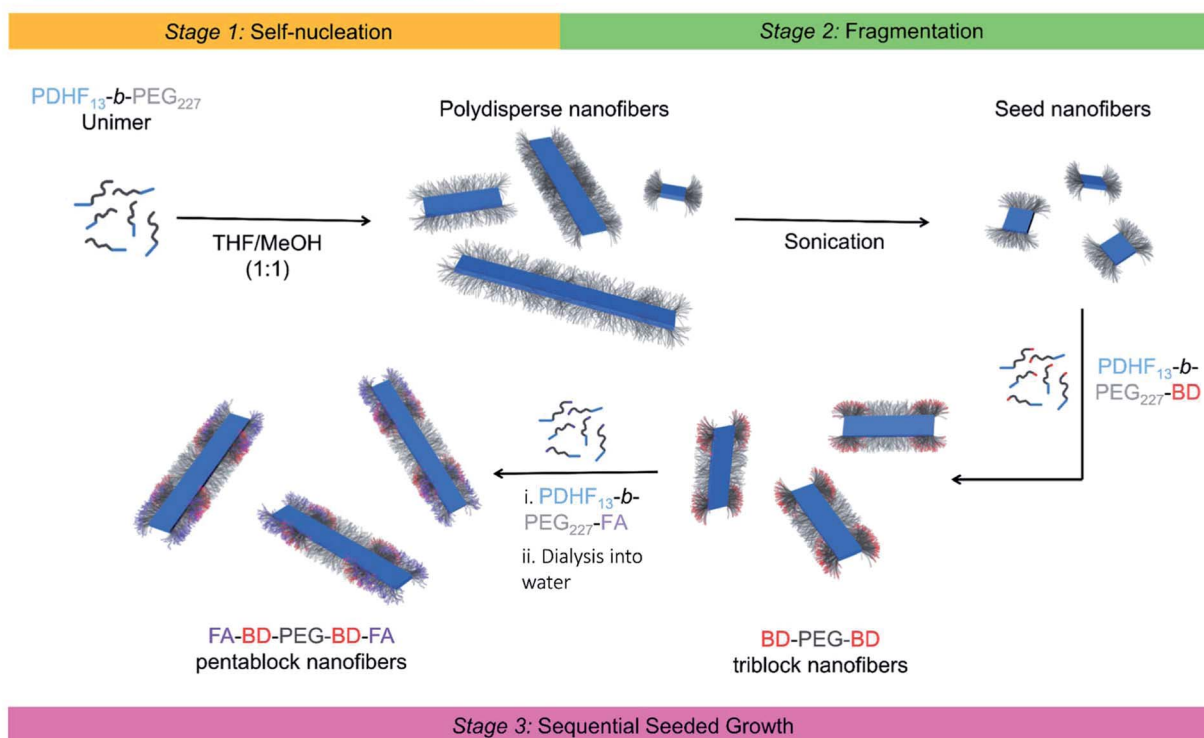 Stage 1: Self-nucleation
Stage 2: Fragmentation
PDHF₁₃-b-PEG₂₂₇
Unimer
THF/MeOH
(1:1)
Polydisperse nanofibers
Sonication
Seed nanofibers
PDHF₁₃-b-
PEG₂₂₇-BD
BD-PEG-BD
triblock nanofibers
i. PDHF₁₃-b-
PEG₂₂₇-FA
ii. Dialysis into
water
FA-BD-PEG-BD-FA
pentablock nanofibers
Stage 3: Sequential Seeded Growth